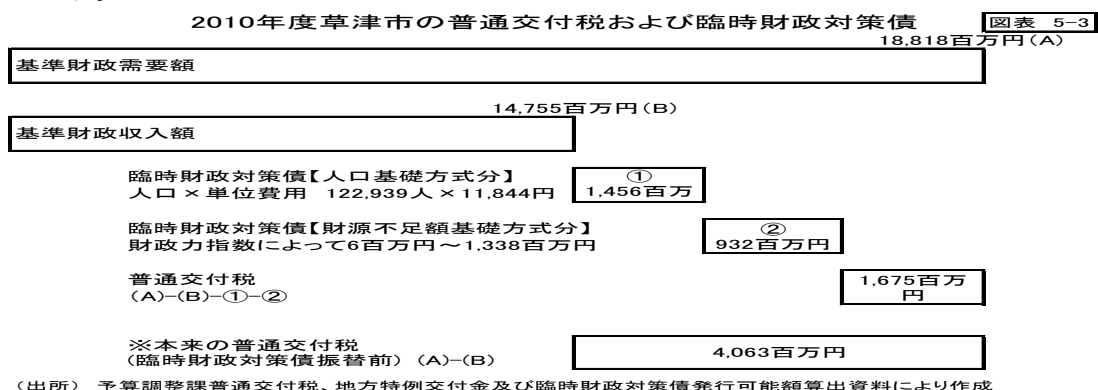 2010年度草津市の普通交付税および臨時財政対策債
図表 5-3
18,818百万円(A)
基準財政需要額
14,755百万円(B)
基準財政収入額
臨時財政対策債【人口基礎方式分】
人口×単位費用 122,939人×11,844円
①
1,456百万
臨時財政対策債【財源不足額基礎方式分】
財政力指数によって6百万円~1,338百万円
②
932百万円
普通交付税
(A)-(B)-①-②
1,675百万
円
※本来の普通交付税
(臨時財政対策債振替前) (A)-(B)
4,063百万円
(出所) 予算調整課普通交付税、地方特例交付金及び臨時財政対策債発行可能額算出資料により作成